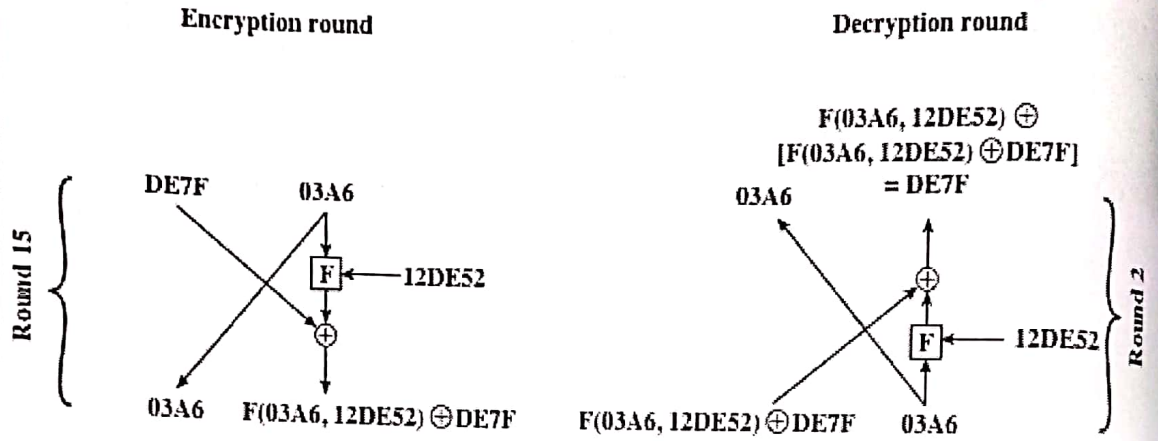 Encryption round
Decryption round
F(03A6, 12DE52) ⊕
[F(03A6, 12DE52) ⊕DE7F]
= DE7F
DE7F
03A6
03A6
Round 15
F
12DE52
⊕
⊕
F
12DE52
Round 2
03A6
F(03A6, 12DE52) ⊕DE7F
F(03A6, 12DE52) ⊕DE7F
03A6